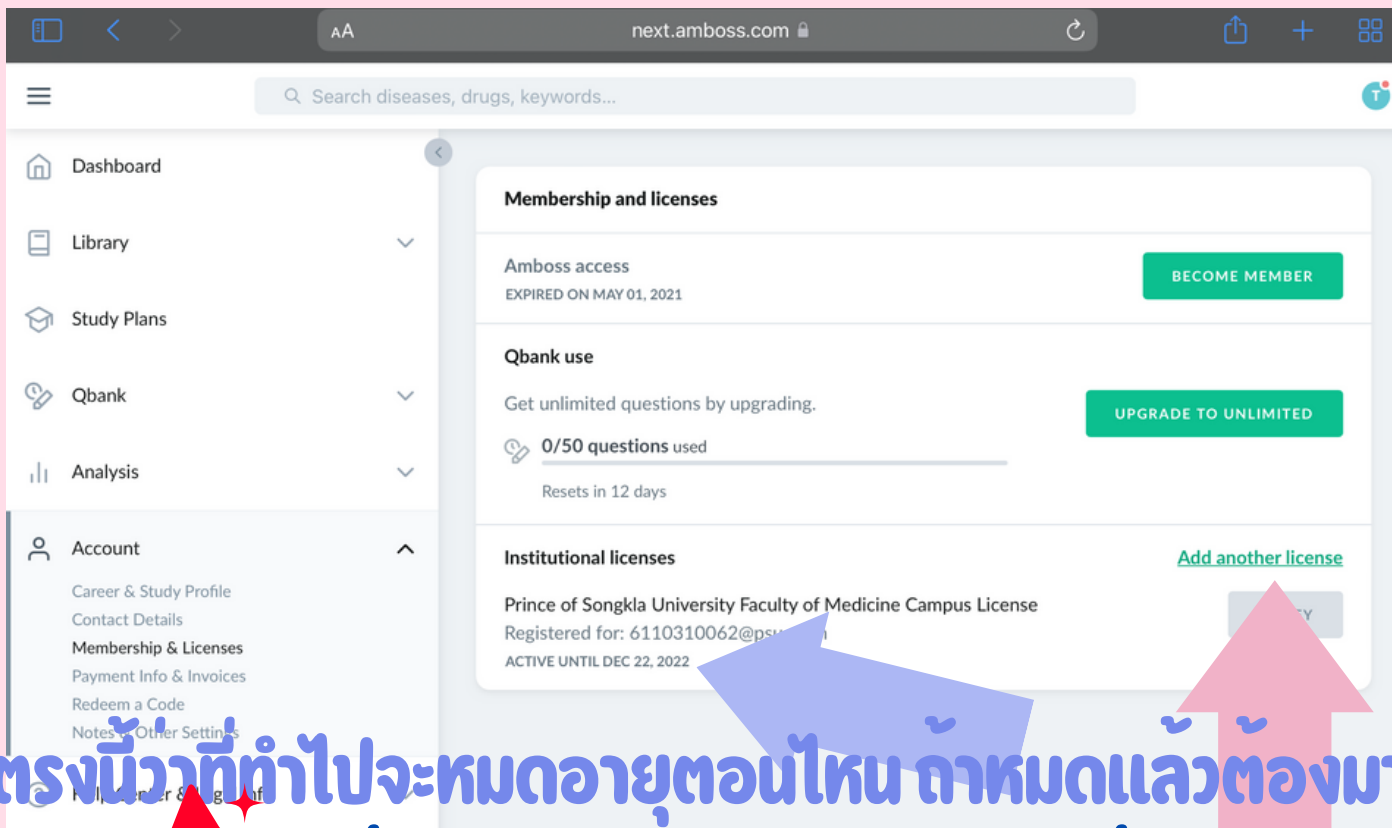 AA
next.amboss.com
Search diseases, drugs, keywords...
T
Dashboard
Library
Study Plans
Qbank
Analysis
Account
Career & Study Profile
Contact Details
Membership & Licenses
Payment Info & Invoices
Redeem a Code
Notes & Other Settings
Membership and licenses
Amboss access
EXPIRED ON MAY 01, 2021
BECOME MEMBER
Qbank use
Get unlimited questions by upgrading.
UPGRADE TO UNLIMITED
0/50 questions used
Resets in 12 days
Institutional licenses
Add another license
Prince of Songkla University Faculty of Medicine Campus License
Registered for:
ACTIVE UNTIL DEC 22, 2022
ตรงนี้ว่าที่ทำไปจะหมดอายุตอนไหน ถ้าหมดแล้วต้องมา